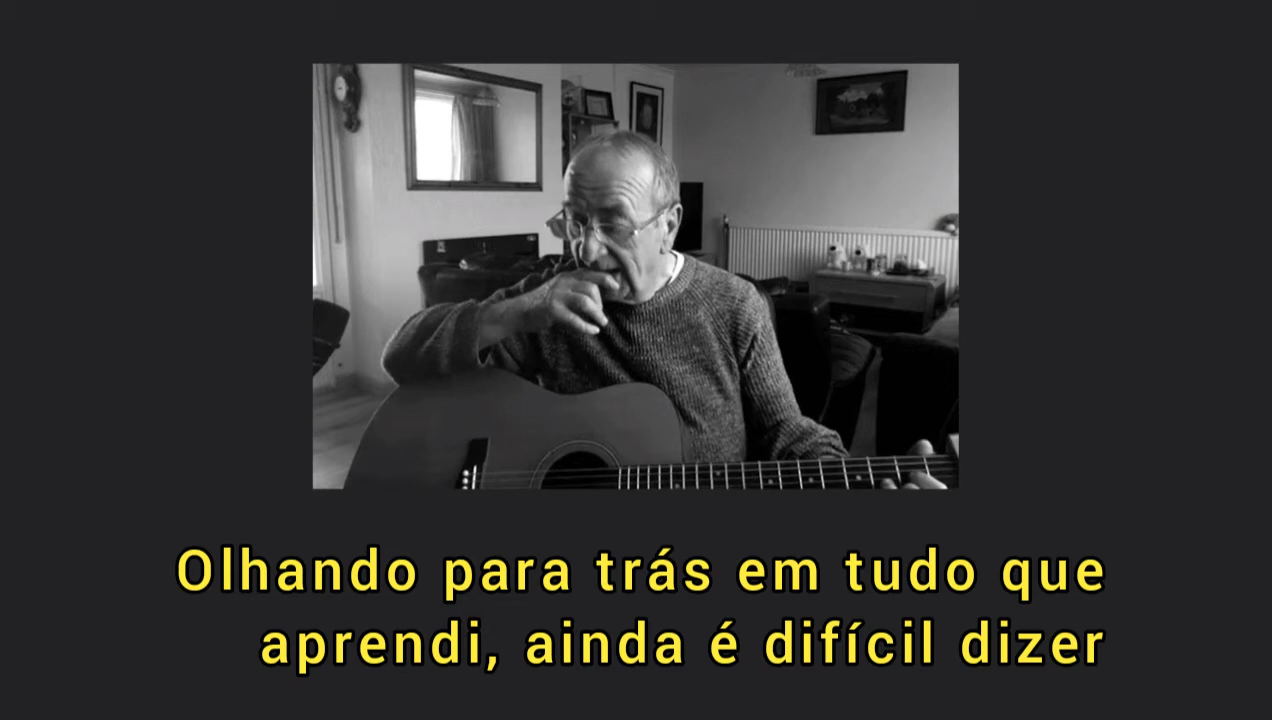 Olhando para trás em tudo que
aprendi, ainda é difícil dizer